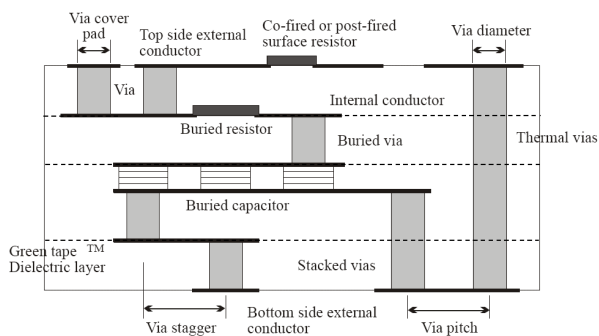 Via cover
pad
Top side external
conductor
Co-fired or post-fired
surface resistor
Via diameter
Via
Internal conductor
Buried resistor
Buried via
Thermal vias
Buried capacitor
Green tape TM
Dielectric layer
Stacked vias
Via stagger
Bottom side external
conductor
Via pitch